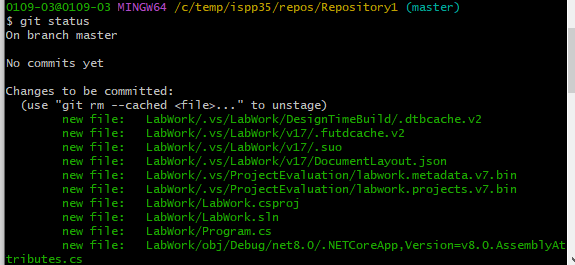 0109-03@0109-03 MINGW64 /c/temp/ispp35/repos/Repository1 (master)
$ git status
On branch master
No commits yet
Changes to be committed:
(use "git rm --cached <file>..." to unstage)
new file:   LabWork/.vs/LabWork/DesignTimeBuild/.dtbcache.v2
new file:   LabWork/.vs/LabWork/v17/.futdcache.v2
new file:   LabWork/.vs/LabWork/v17/.suo
new file:   LabWork/.vs/LabWork/v17/DocumentLayout.json
new file:   LabWork/.vs/ProjectEvaluation/labwork.metadata.v7.bin
new file:   LabWork/.vs/ProjectEvaluation/labwork.projects.v7.bin
new file:   LabWork/LabWork.csproj
new file:   LabWork/LabWork.sln
new file:   LabWork/Program.cs
new file:   LabWork/obj/Debug/net8.0/.NETCoreApp,Version=v8.0.AssemblyAt
tributes.cs